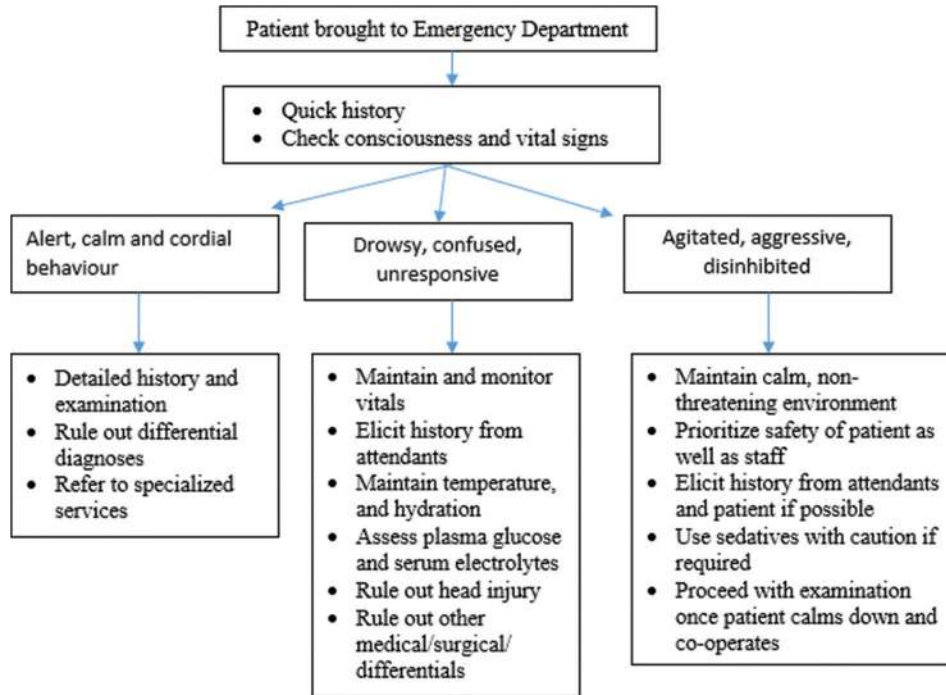 Patient brought to Emergency Department
• Quick history
• Check consciousness and vital signs
Alert, calm and cordial
behaviour
Drowsy, confused,
unresponsive
Agitated, aggressive,
disinhibited
• Detailed history and
examination
• Rule out differential
diagnoses
• Refer to specialized
services
• Maintain and monitor
vitals
• Elicit history from
attendants
• Maintain temperature,
and hydration
• Assess plasma glucose
and serum electrolytes
• Rule out head injury
• Rule out other
medical/surgical/
differentials
• Maintain calm, non-
threatening environment
• Prioritize safety of patient as
well as staff
• Elicit history from attendants
and patient if possible
• Use sedatives with caution if
required
• Proceed with examination
once patient calms down and
co-operates